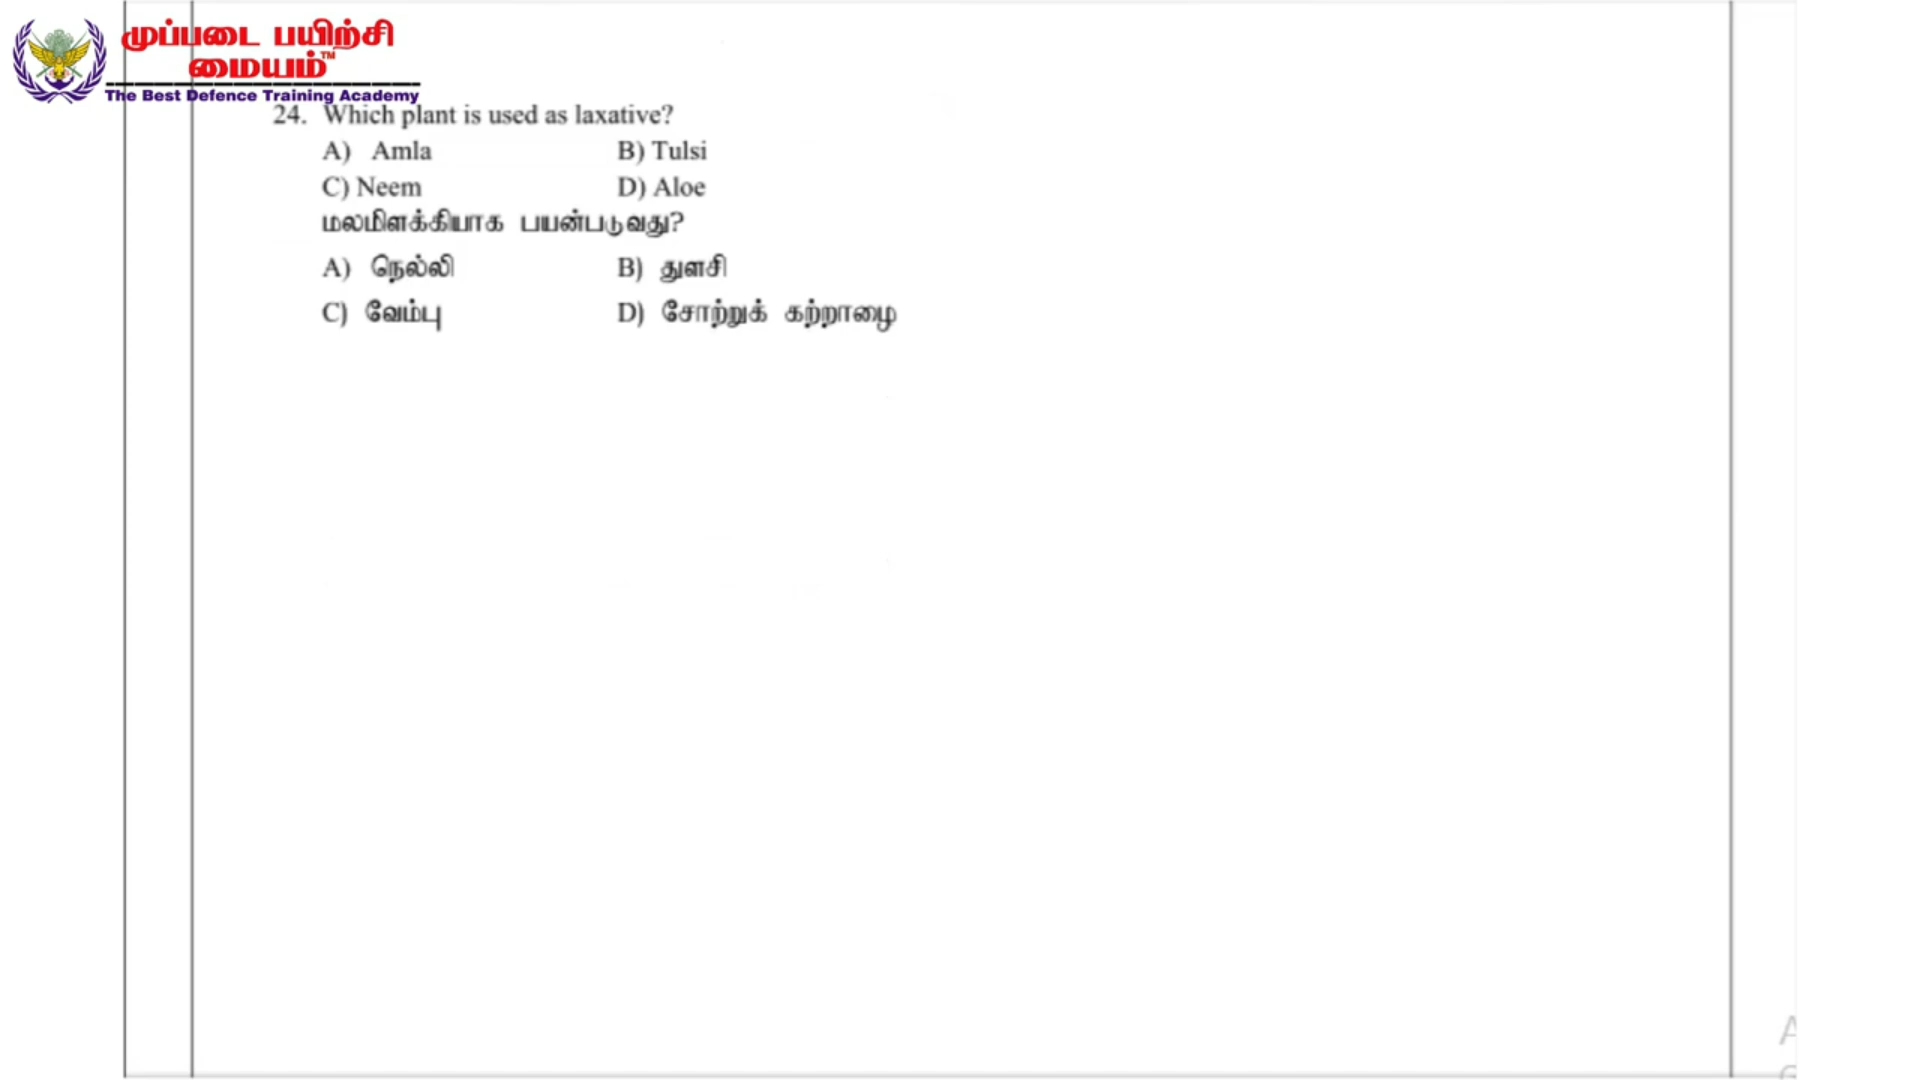 முப்படை பயிற்சி
மையம்™
The Best Defence Training Academy
24. Which plant is used as laxative?
A) Amla B) Tulsi
C) Neem D) Aloe
மலமிளக்கியாக பயன்படுவது?
A) நெல்லி B) துளசி
C) வேம்பு D) சோற்றுக் கற்றாழை